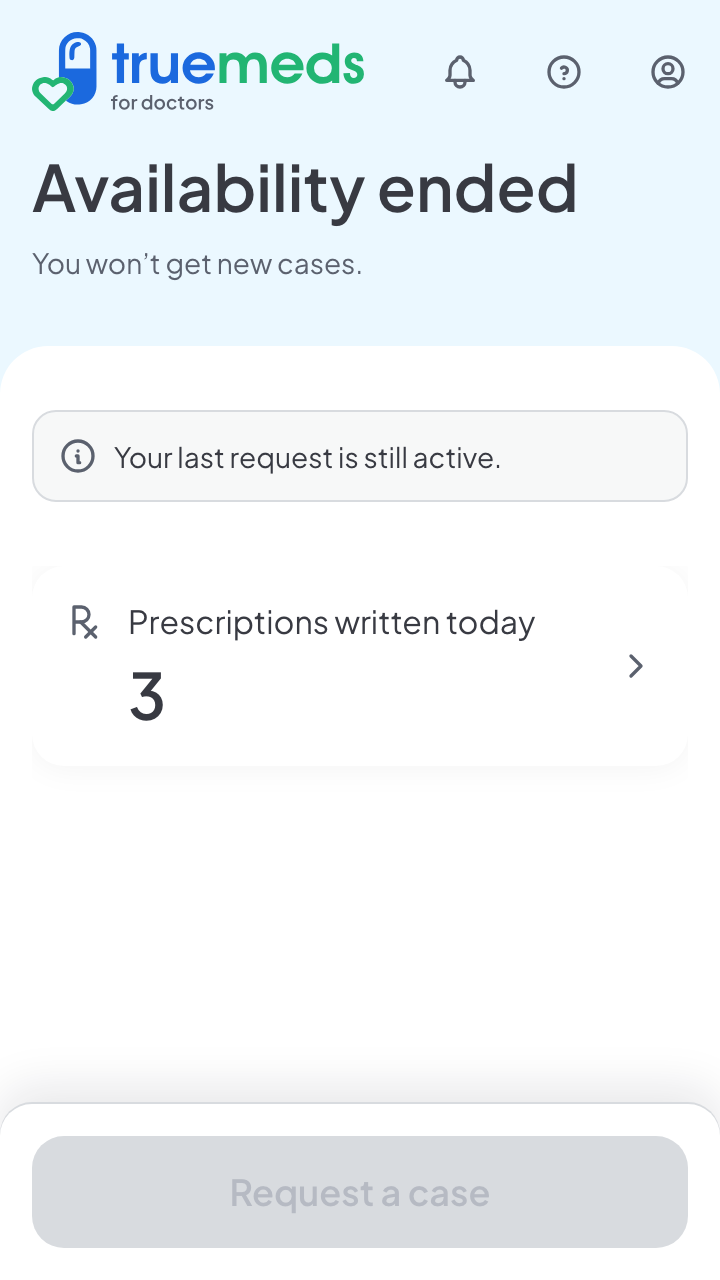 truemeds
for doctors
Availability ended
You won’t get new cases.
Your last request is still active.
Prescriptions written today
3
Request a case